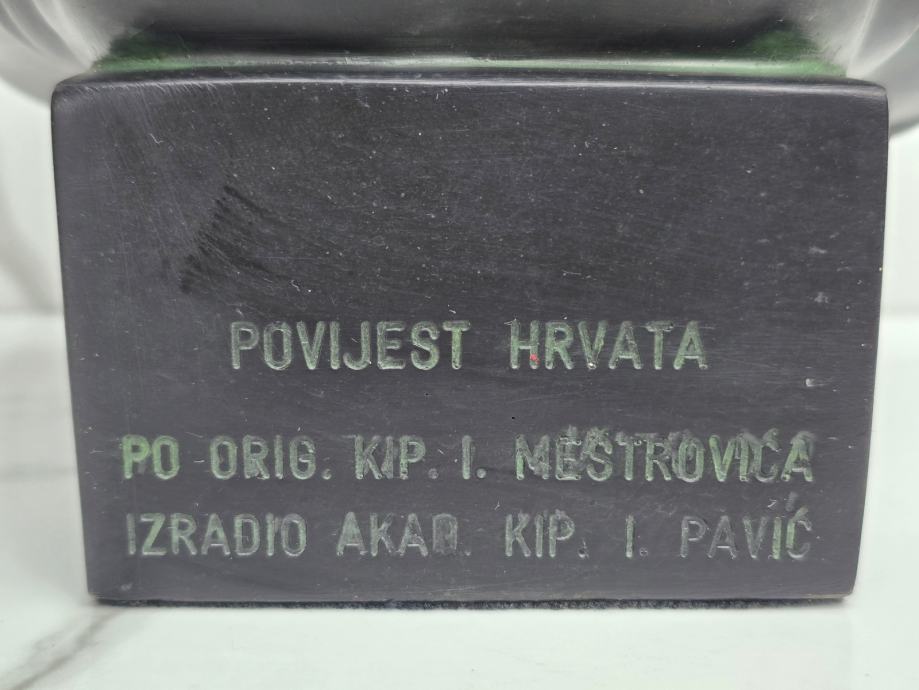 POVIJEST HRVATA
PO ORIG. KIP. I. MEŠTROVIĆA
IZRADIO AKAD. KIP. I. PAVIĆ